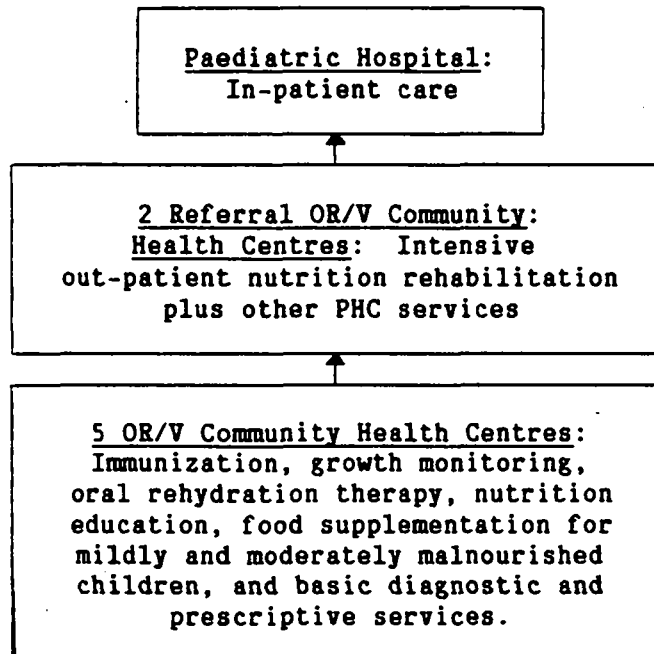 Paediatric Hospital:
In-patient care
2 Referral OR/V Community:
Health Centres: Intensive
out-patient nutrition rehabilitation
plus other PHC services
5 OR/V Community Health Centres:
Immunization, growth monitoring,
oral rehydration therapy, nutrition
education, food supplementation for
mildly and moderately malnourished
children, and basic diagnostic and
prescriptive services.